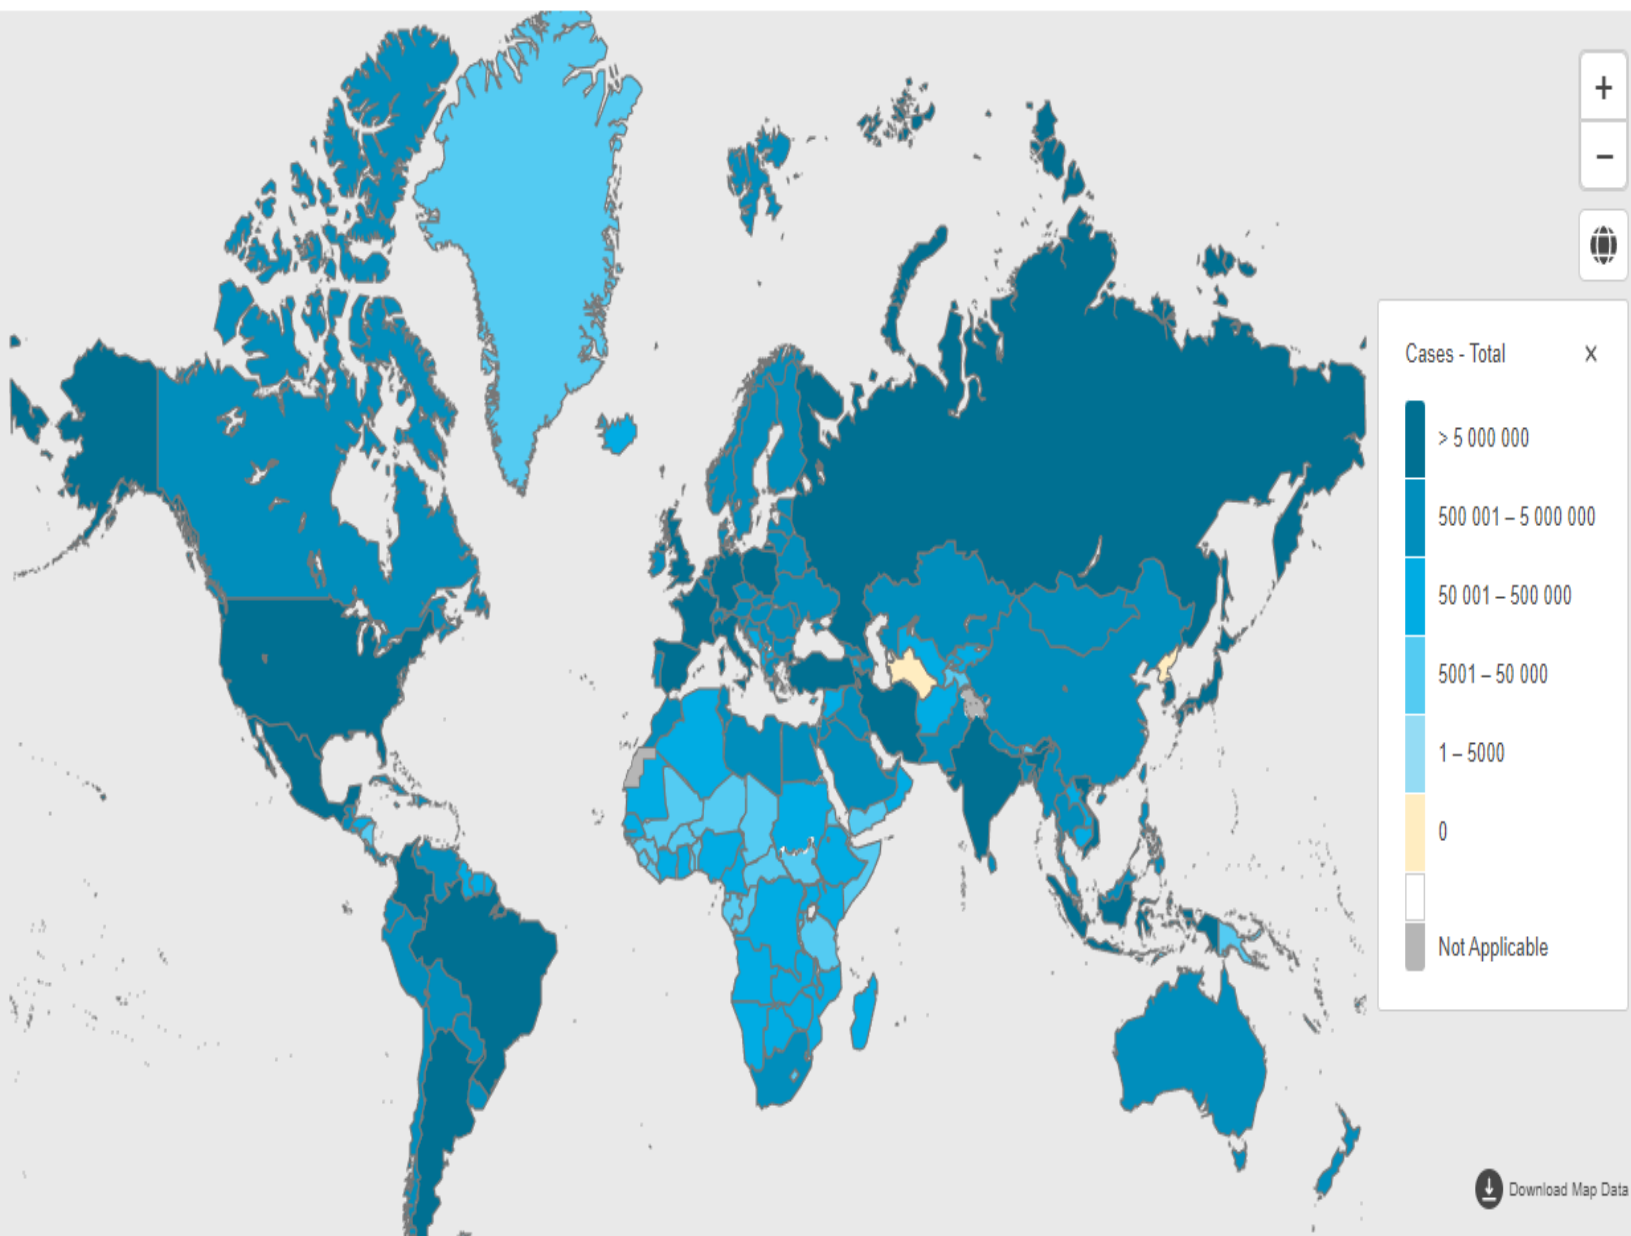 +
−
Cases - Total ×
> 5 000 000
500 001 – 5 000 000
50 001 – 500 000
5001 – 50 000
1 – 5000
0
Not Applicable
Download Map Data